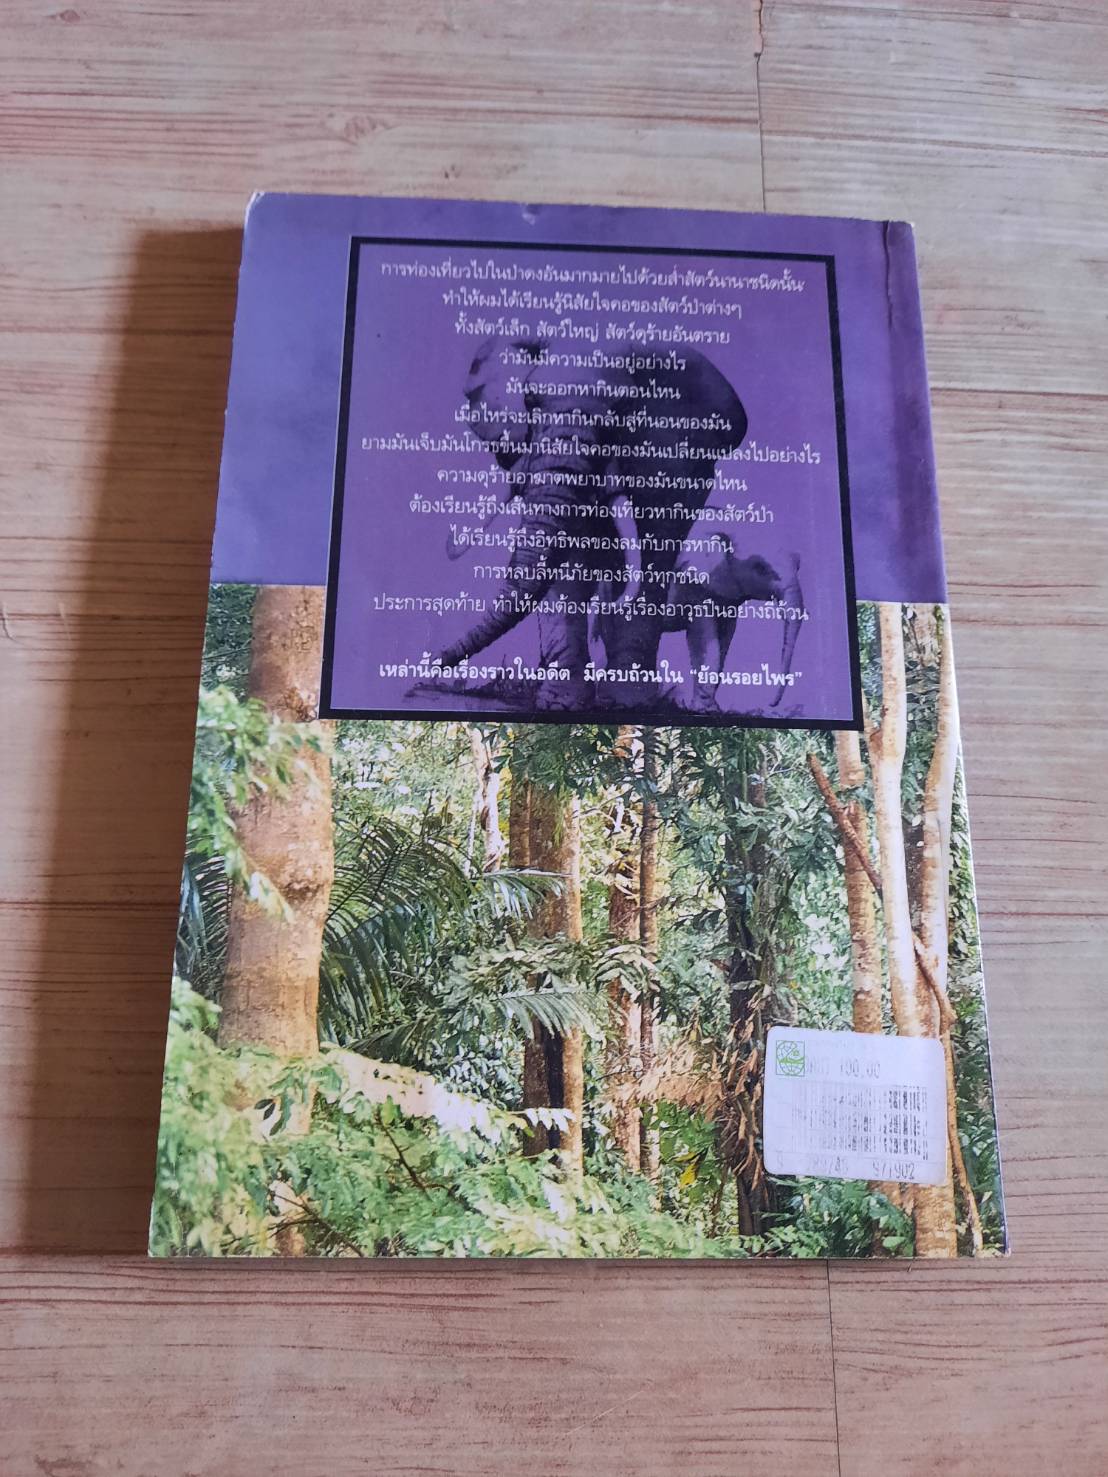 การท่องเที่ยวไปในป่าดงอันมากมายไปด้วยส่ำสัตว์นานาชนิดนั้น
ทำให้ผมได้เรียนรู้นิสัยใจคอของสัตว์ป่าต่างๆ
ทั้งสัตว์เล็ก สัตว์ใหญ่ สัตว์ดุร้ายอันตราย
ว่ามันมีความเป็นอยู่อย่างไร
มันจะออกหากินตอนไหน
เมื่อไหร่จะเลิกหากินกลับสู่ที่นอนของมัน
ยามมันเจ็บมันโกรธขึ้นมานิสัยใจคอของมันเปลี่ยนแปลงไปอย่างไร
ความดุร้ายอาฆาตพยาบาทของมันขนาดไหน
ต้องเรียนรู้ถึงเส้นทางการท่องเที่ยวหากินของสัตว์ป่า
ได้เรียนรู้ถึงอิทธิพลของลมกับการหากิน
การหลบลี้หนีภัยของสัตว์ทุกชนิด
ประการสุดท้าย ทำให้ผมต้องเรียนรู้เรื่องอาวุธปืนอย่างถี่ถ้วน
เหล่านี้คือเรื่องราวในอดีต มีครบถ้วนใน “ย้อนรอยไพร”
190.00